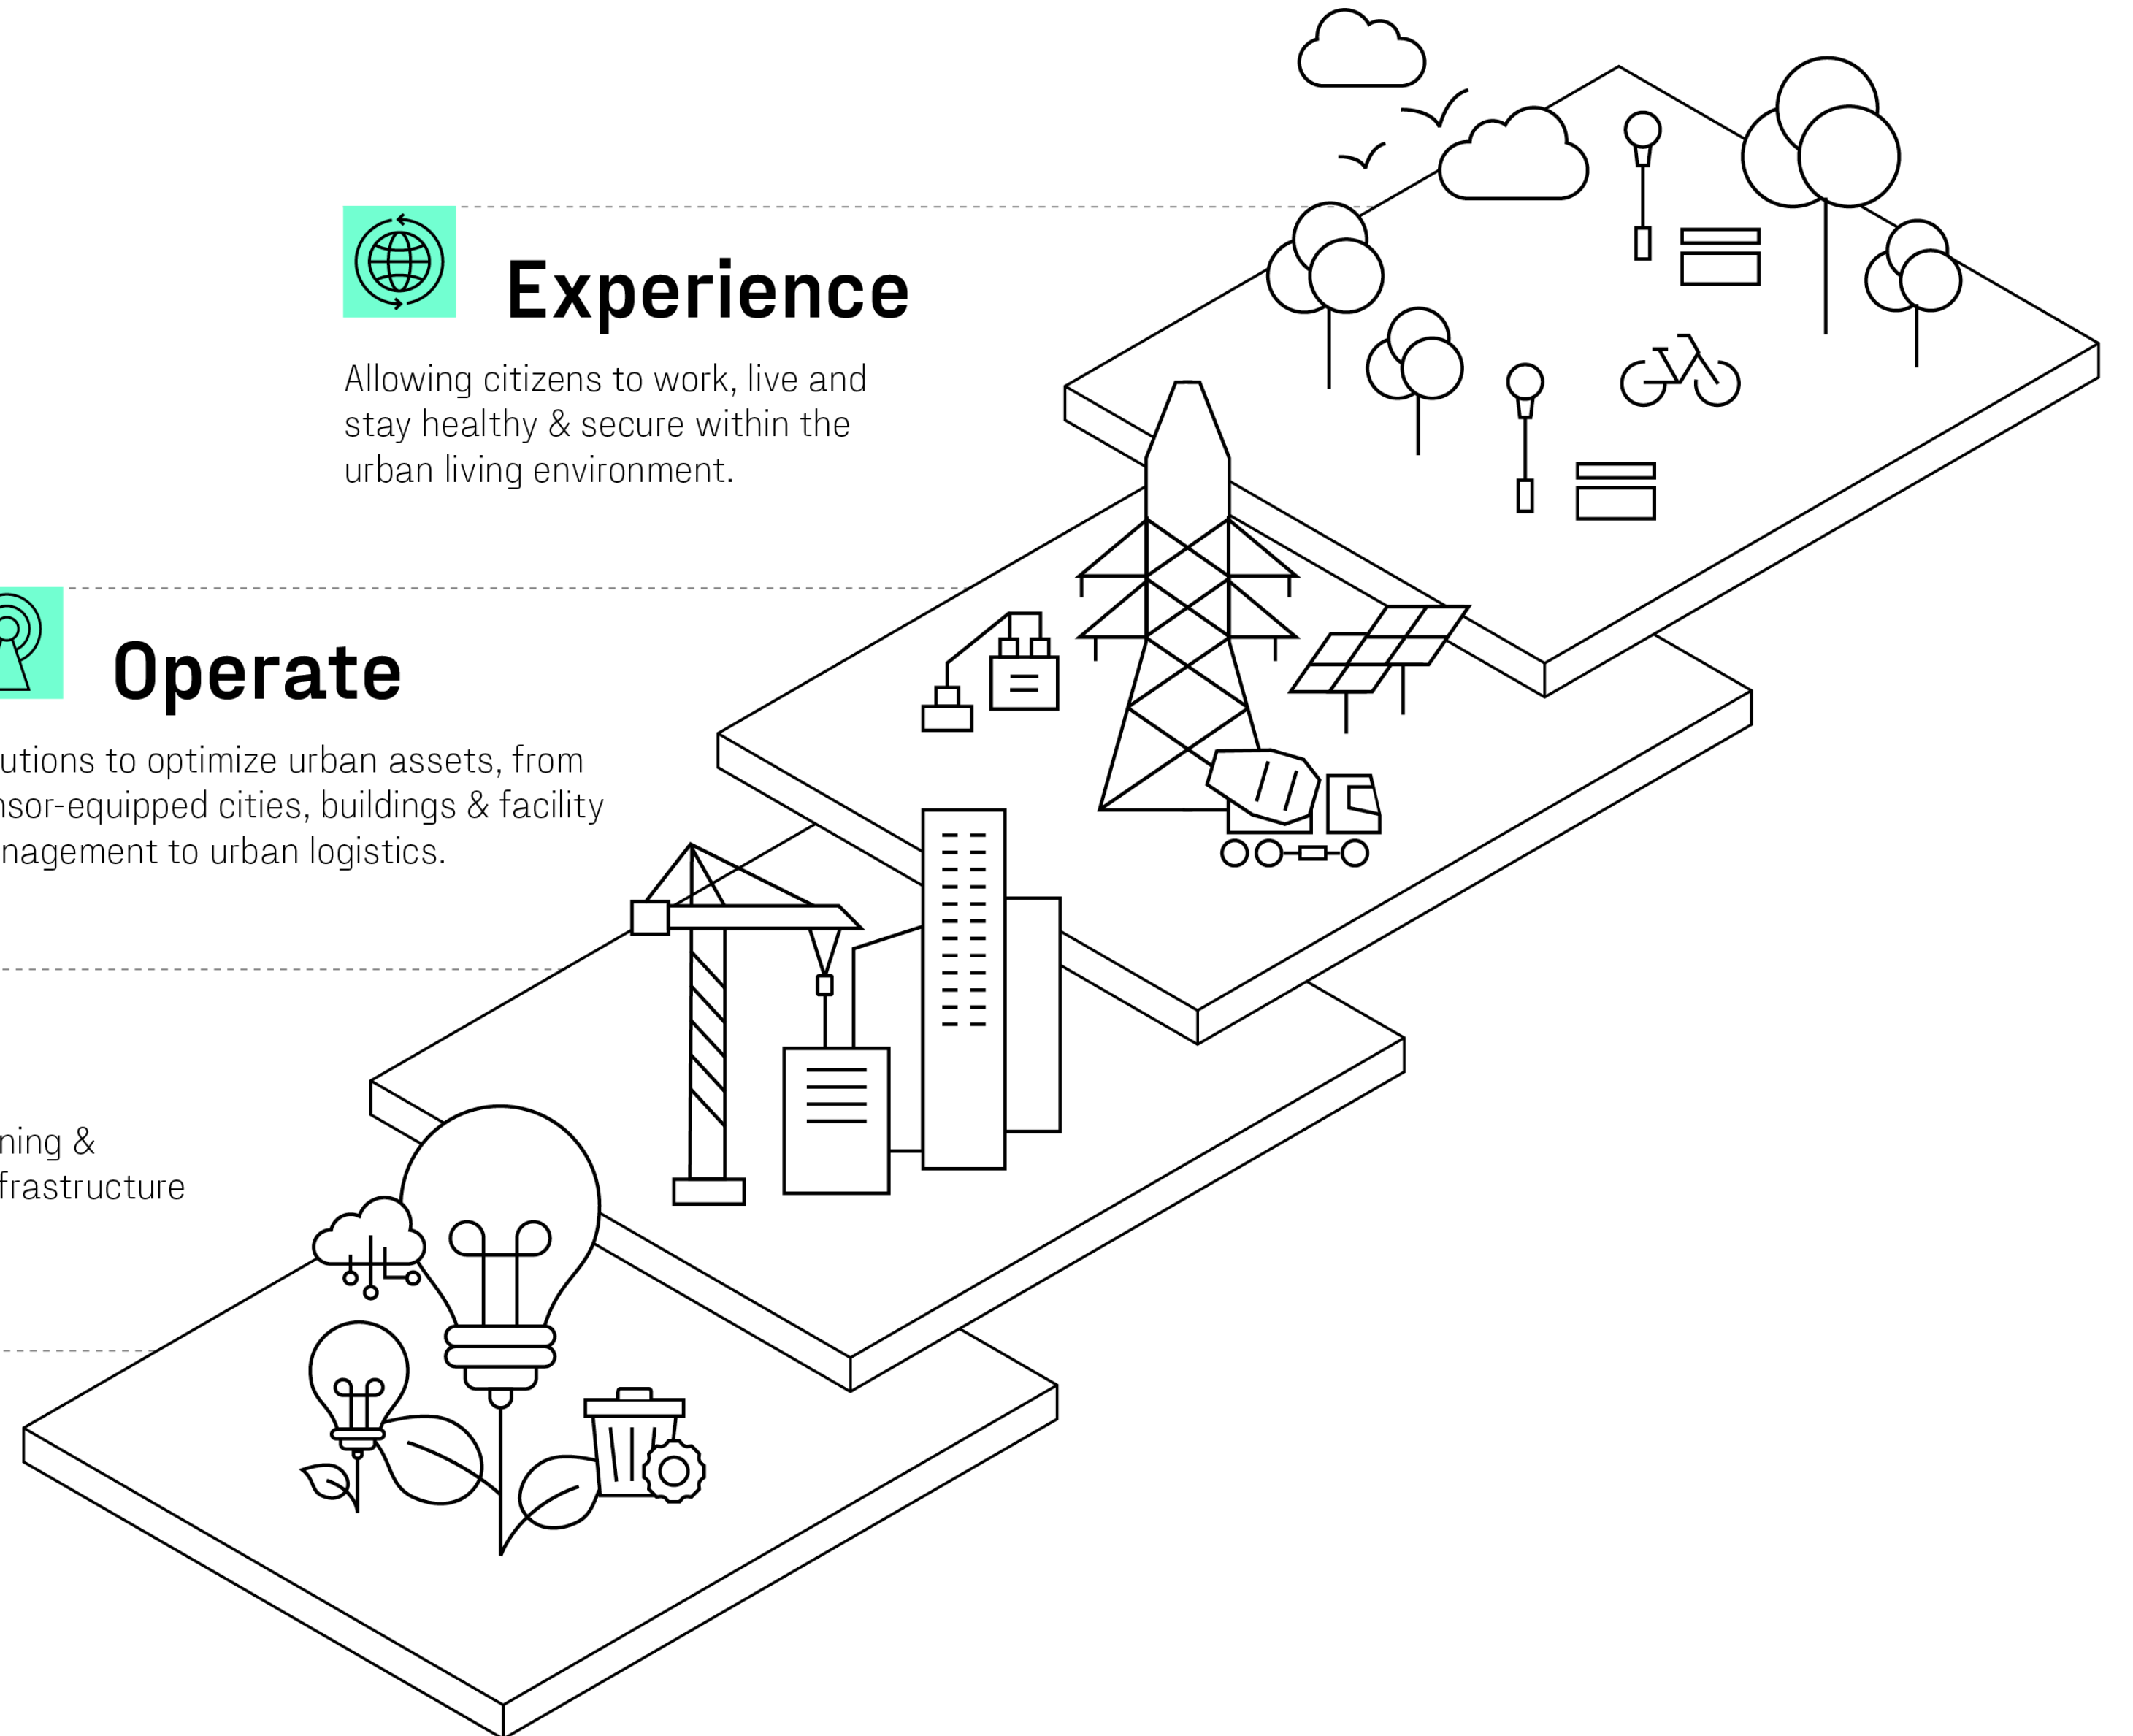 Experience
Allowing citizens to work, live and
stay healthy & secure within the
urban living environment.
Operate
utions to optimize urban assets, from
nsor-equipped cities, buildings & facility
nagement to urban logistics.
ning &
frastructure